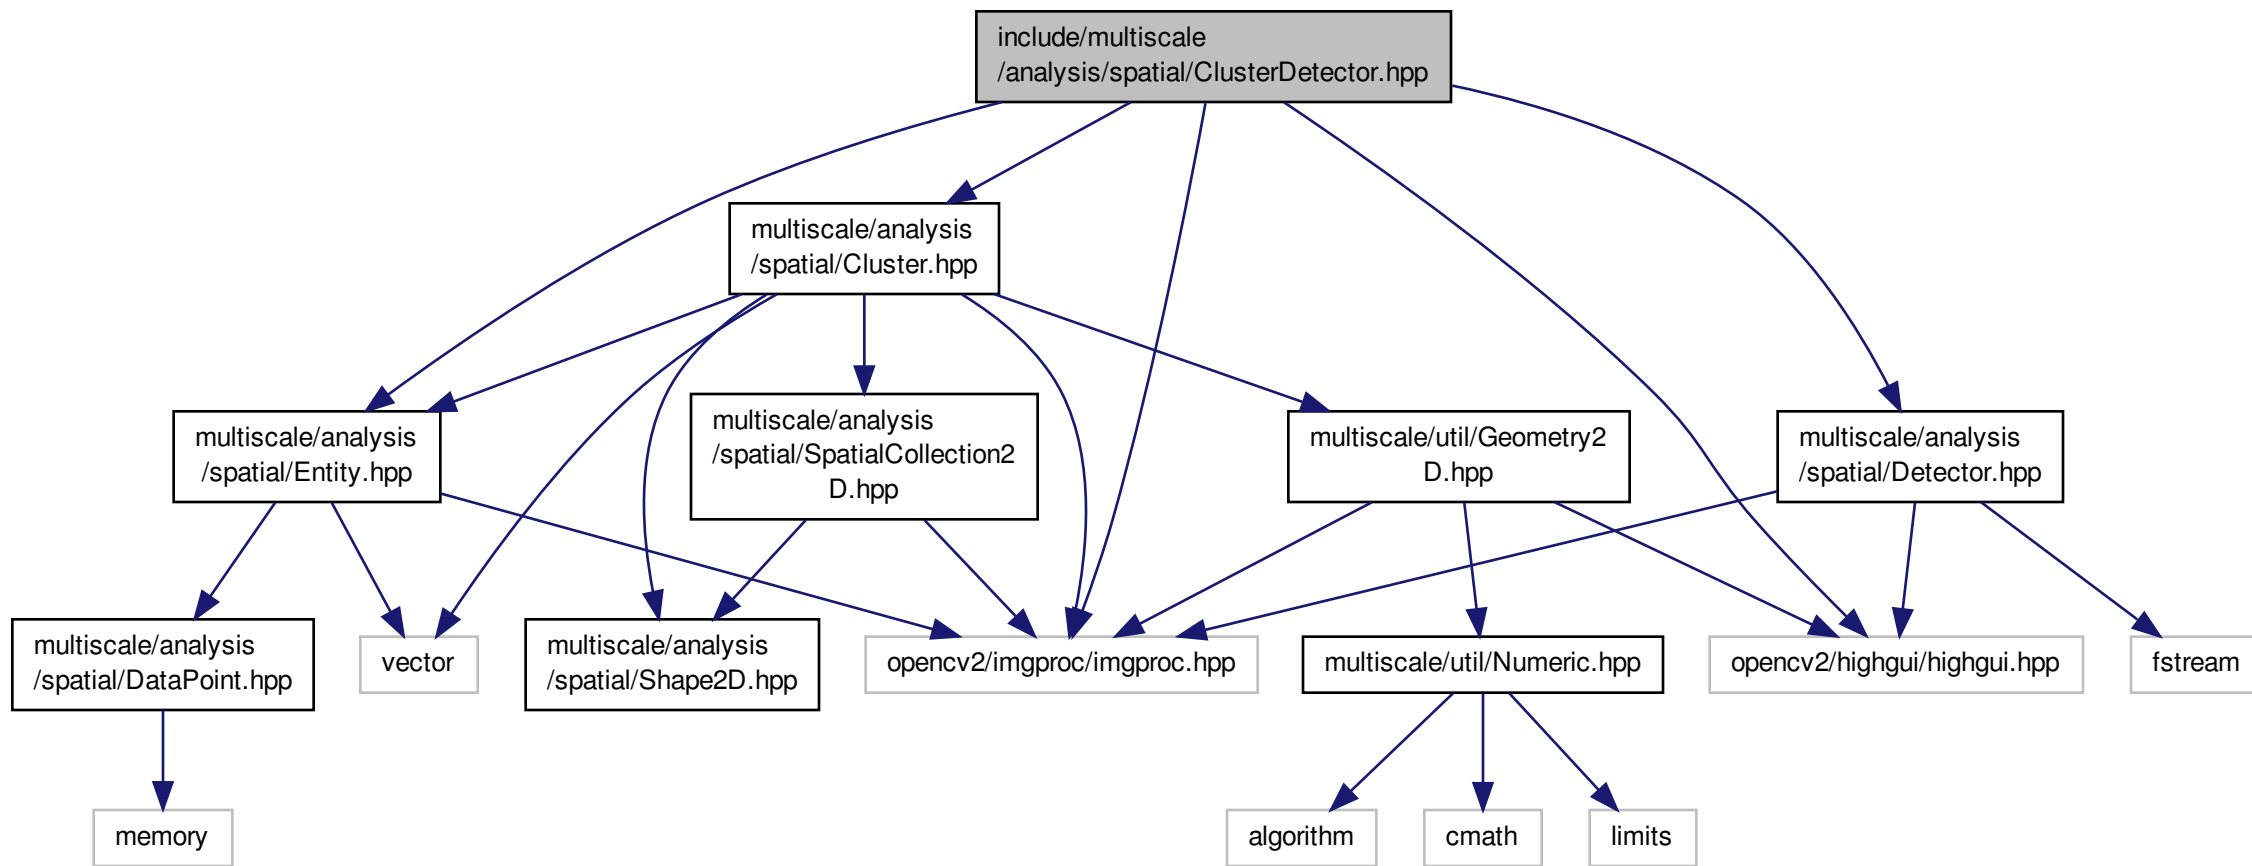 include/multiscale
/analysis/spatial/ClusterDetector.hpp
multiscale/analysis
/spatial/Cluster.hpp
multiscale/analysis
/spatial/Entity.hpp
multiscale/analysis
/spatial/SpatialCollection2
D.hpp
multiscale/util/Geometry2
D.hpp
multiscale/analysis
/spatial/Detector.hpp
multiscale/analysis
/spatial/DataPoint.hpp
vector
multiscale/analysis
/spatial/Shape2D.hpp
opencv2/imgproc/imgproc.hpp
multiscale/util/Numeric.hpp
opencv2/highgui/highgui.hpp
fstream
memory
algorithm
cmath
limits